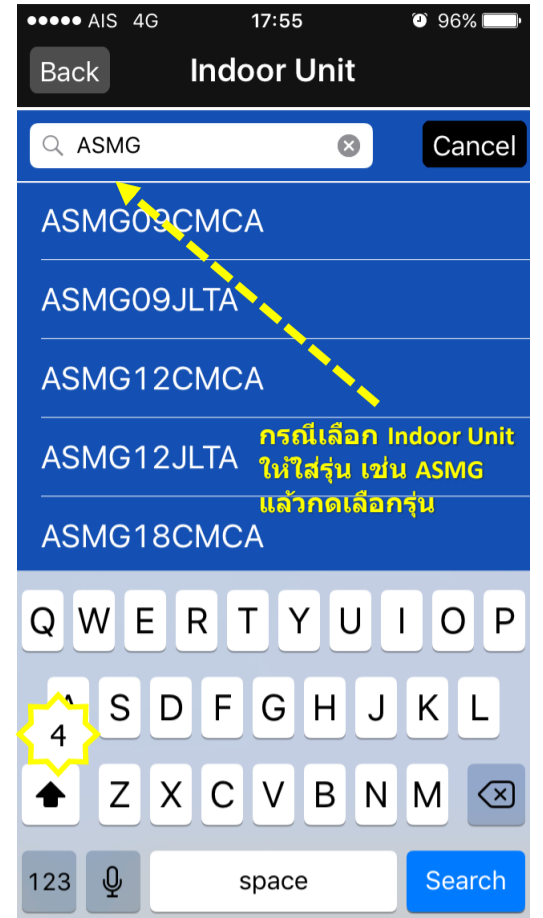 AIS 4G 17:55 96%
Back Indoor Unit
ASMG Cancel
ASMG09CMCA
ASMG09JLTA
ASMG12CMCA
ASMG12JLTA
กรณีเลือก Indoor Unit
ให้ใส่รุ่น เช่น ASMG
แล้วกดเลือกรุ่น
ASMG18CMCA
Q W E R T Y U I O P
A S D F G H J K L
4
Z X C V B N M
123 space Search